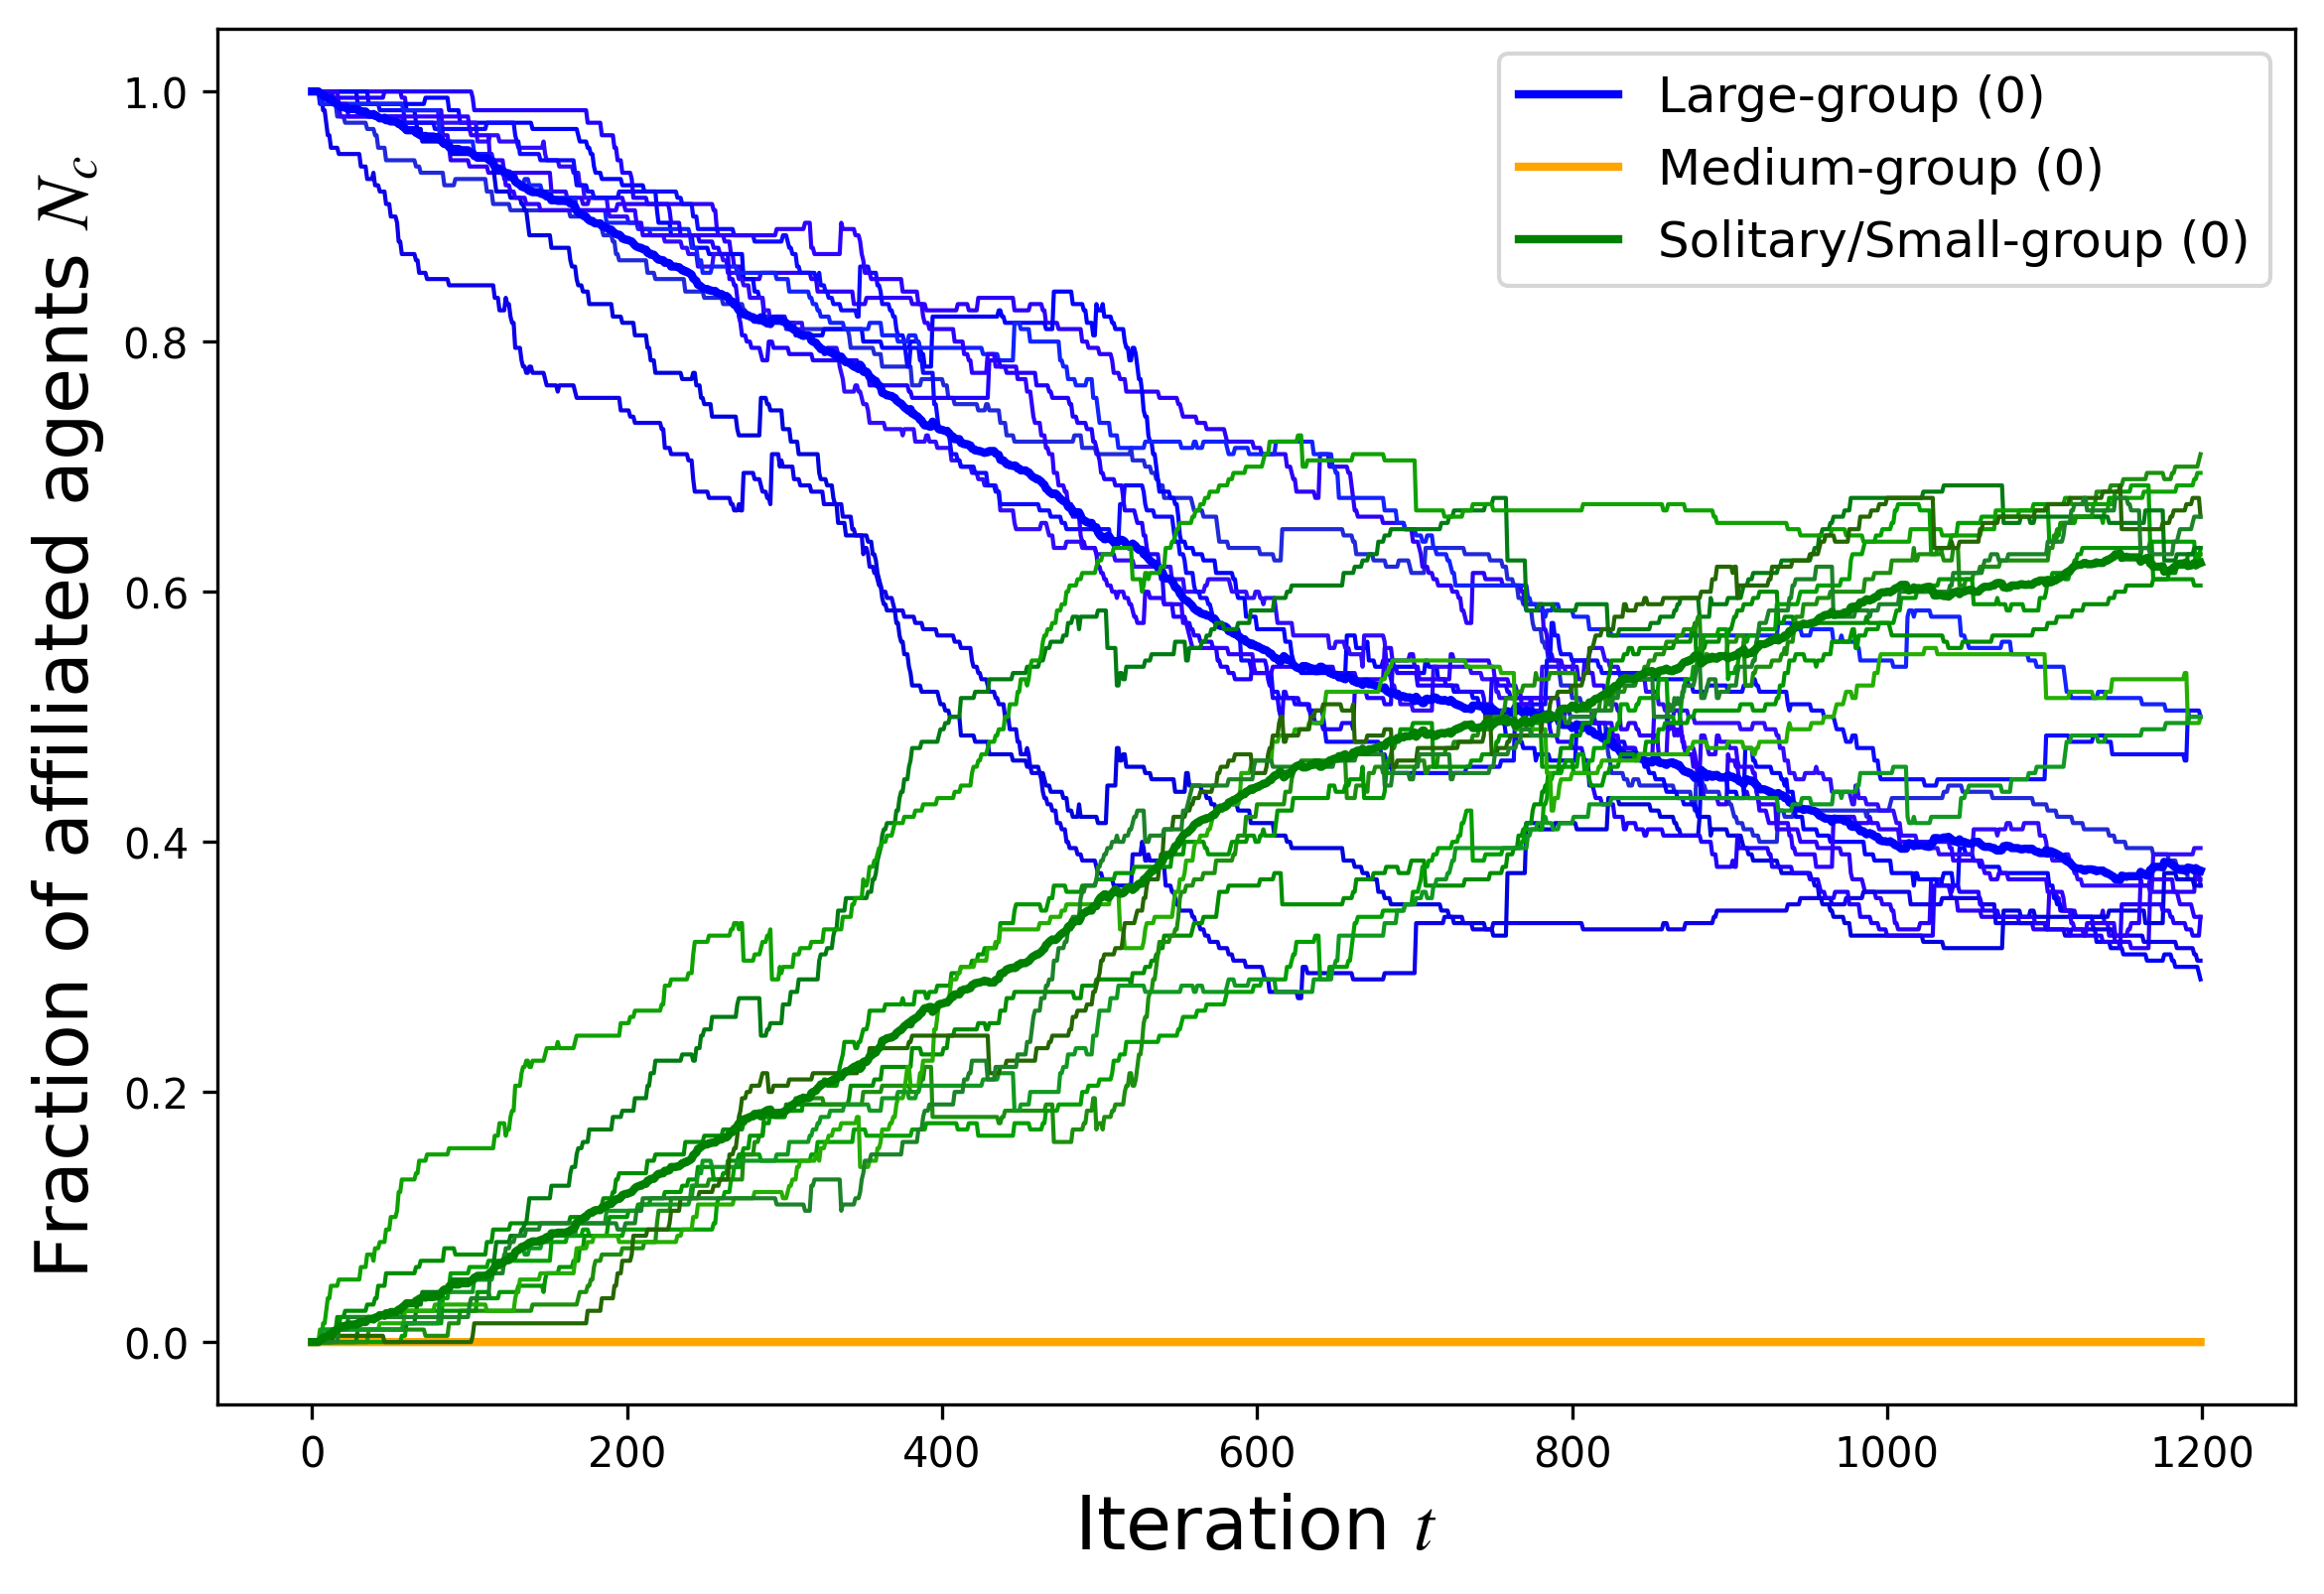 Large-group (0)
Medium-group (0)
Solitary/Small-group (0)
Fraction of affiliated agents N_c
1.0
0.8
0.6
0.4
0.2
0.0
0 200 400 600 800 1000 1200
Iteration t